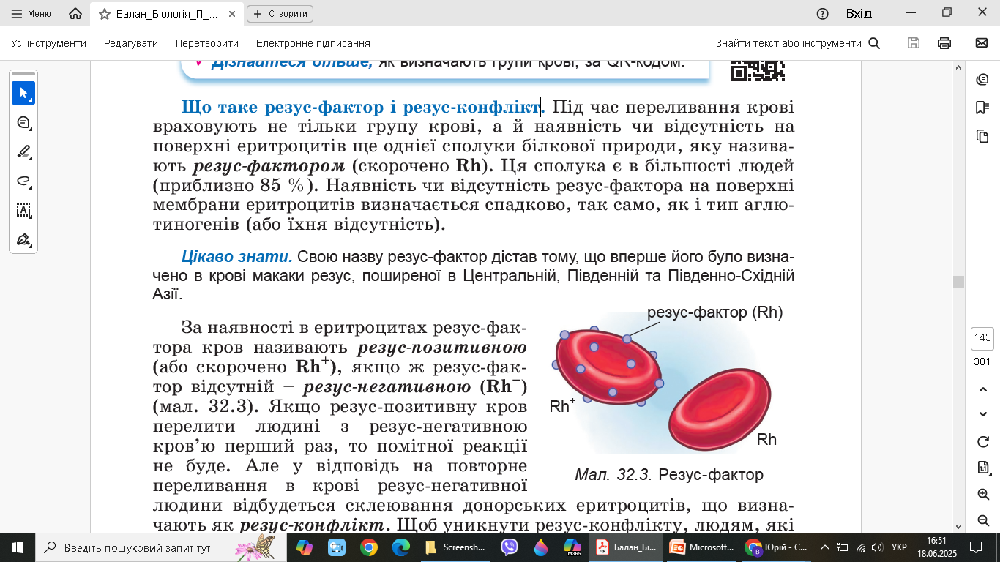 Меню
Балан_Біологія_П_...
Створити
Вхід
Усі інструменти
Редагувати
Перетворити
Електронне підписання
Знайти текст або інструменти
Дізнайтеся більше, як визначають групи крові, за QR-кодом.
Що таке резус-фактор і резус-конфлікт. Під час переливання крові
враховують не тільки групу крові, а й наявність чи відсутність на
поверхні еритроцитів ще однієї сполуки білкової природи, яку назива-
ють резус-фактором (скорочено Rh). Ця сполука є в більшості людей
(приблизно 85 %). Наявність чи відсутність резус-фактора на поверхні
мембрани еритроцитів визначається спадково, так само, як і тип аглю-
тиногенів (або їхня відсутність).
Цікаво знати. Свою назву резус-фактор дістав тому, що вперше його було визна-
чено в крові макаки резус, поширеної в Центральній, Південній та Південно-Східній
Азії.
За наявності в еритроцитах резус-фак-
тора кров називають резус-позитивною
(або скорочено Rh⁺), якщо ж резус-фак-
тор відсутній – резус-негативною (Rh⁻)
(мал. 32.3). Якщо резус-позитивну кров
перелити людині з резус-негативною
кров’ю перший раз, то помітної реакції
не буде. Але у відповідь на повторне
переливання в крові резус-негативної
людини відбудеться склеювання донорських еритроцитів, що визна-
чають як резус-конфлікт. Щоб уникнути резус-конфлікту, людям, які
резус-фактор (Rh)
Rh⁺
Rh⁻
Мал. 32.3. Резус-фактор
143
301
Введіть пошуковий запит тут
Screensh...
M365
Балан_Бі...
Microsoft...
Юрій - С...
УКР
16:51
18.06.2025